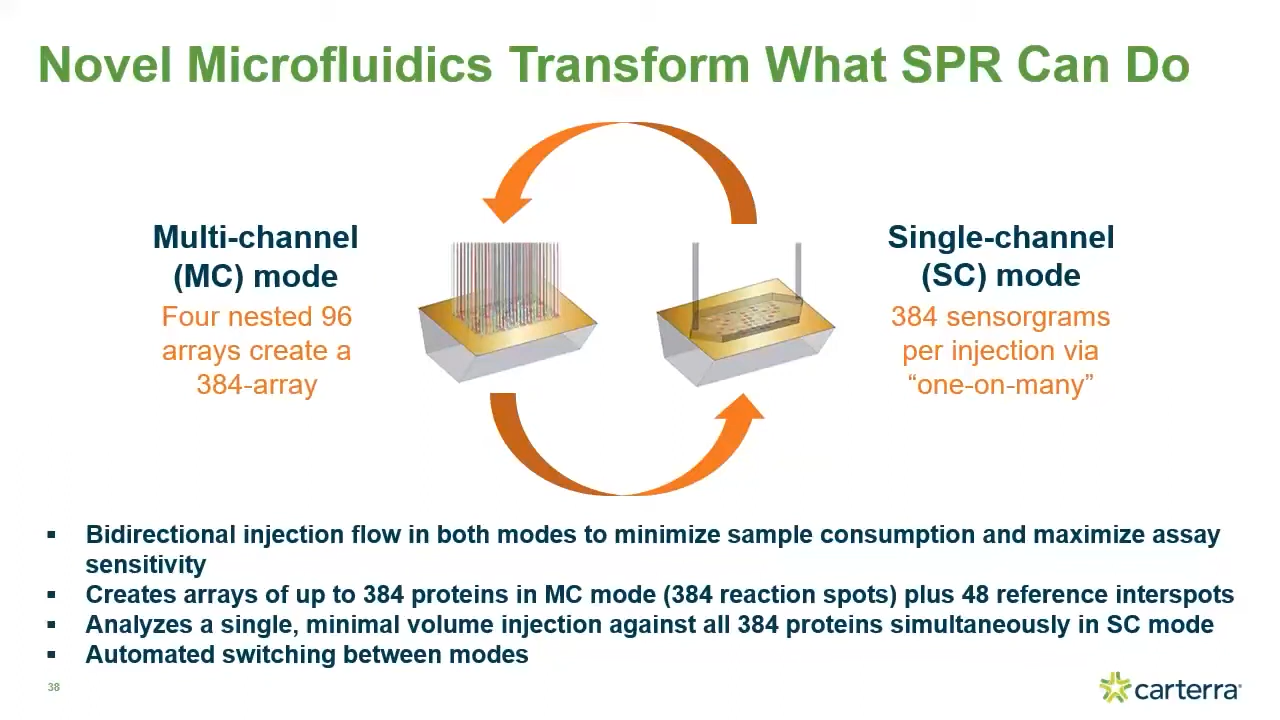 Novel Microfluidics Transform What SPR Can Do
Multi-channel
(MC) mode
Four nested 96
arrays create a
384-array
Single-channel
(SC) mode
384 sensorgrams
per injection via
“one-on-many”
▪ Bidirectional injection flow in both modes to minimize sample consumption and maximize assay
sensitivity
▪ Creates arrays of up to 384 proteins in MC mode (384 reaction spots) plus 48 reference interspots
▪ Analyzes a single, minimal volume injection against all 384 proteins simultaneously in SC mode
▪ Automated switching between modes
38
carterra